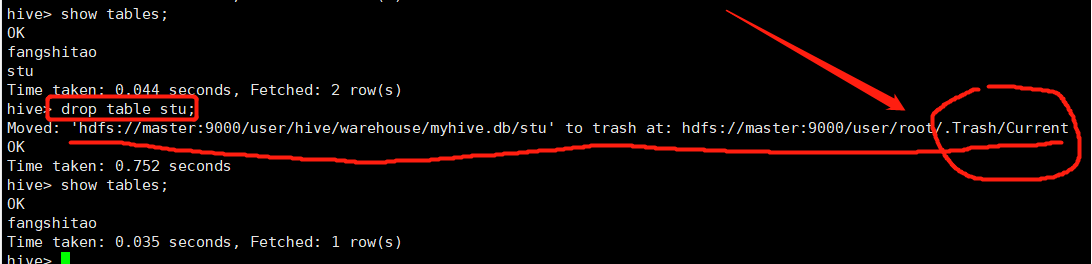 hive> show tables;
OK
fangshitao
stu
Time taken: 0.044 seconds, Fetched: 2 row(s)
hive> drop table stu;
Moved: 'hdfs://master:9000/user/hive/warehouse/myhive.db/stu' to trash at: hdfs://master:9000/user/root/.Trash/Current
OK
Time taken: 0.752 seconds
hive> show tables;
OK
fangshitao
Time taken: 0.035 seconds, Fetched: 1 row(s)
hive>